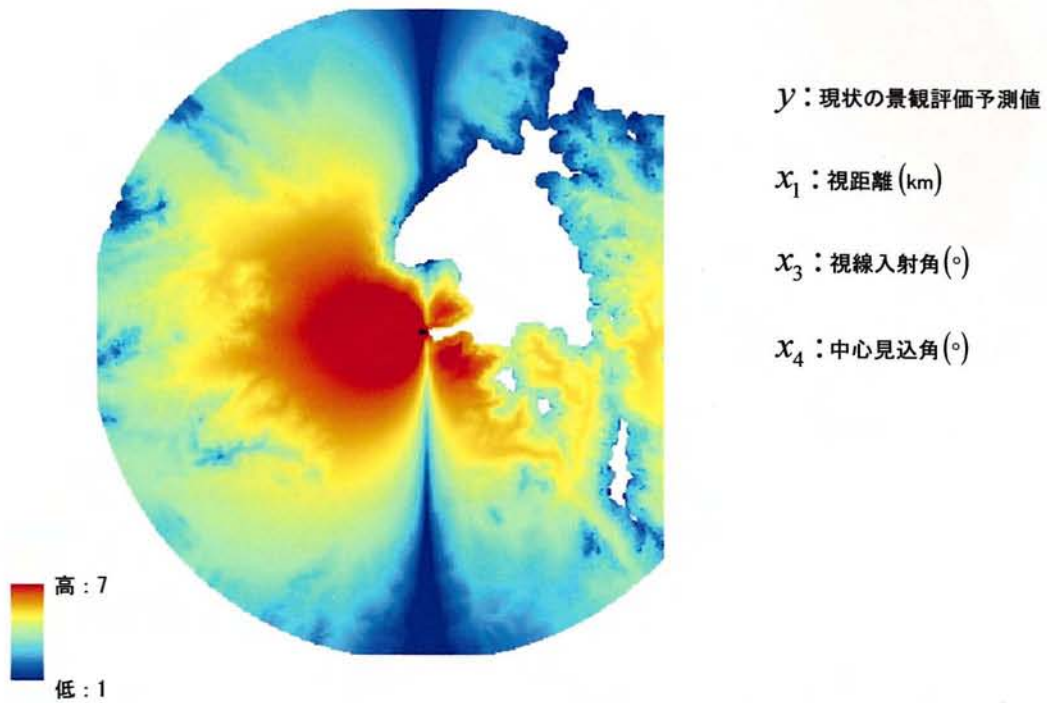 y：現状の景観評価予測値
x₁：視距離(km)
x₃：視線入射角(°)
x₄：中心見込角(°)
高：7
低：1